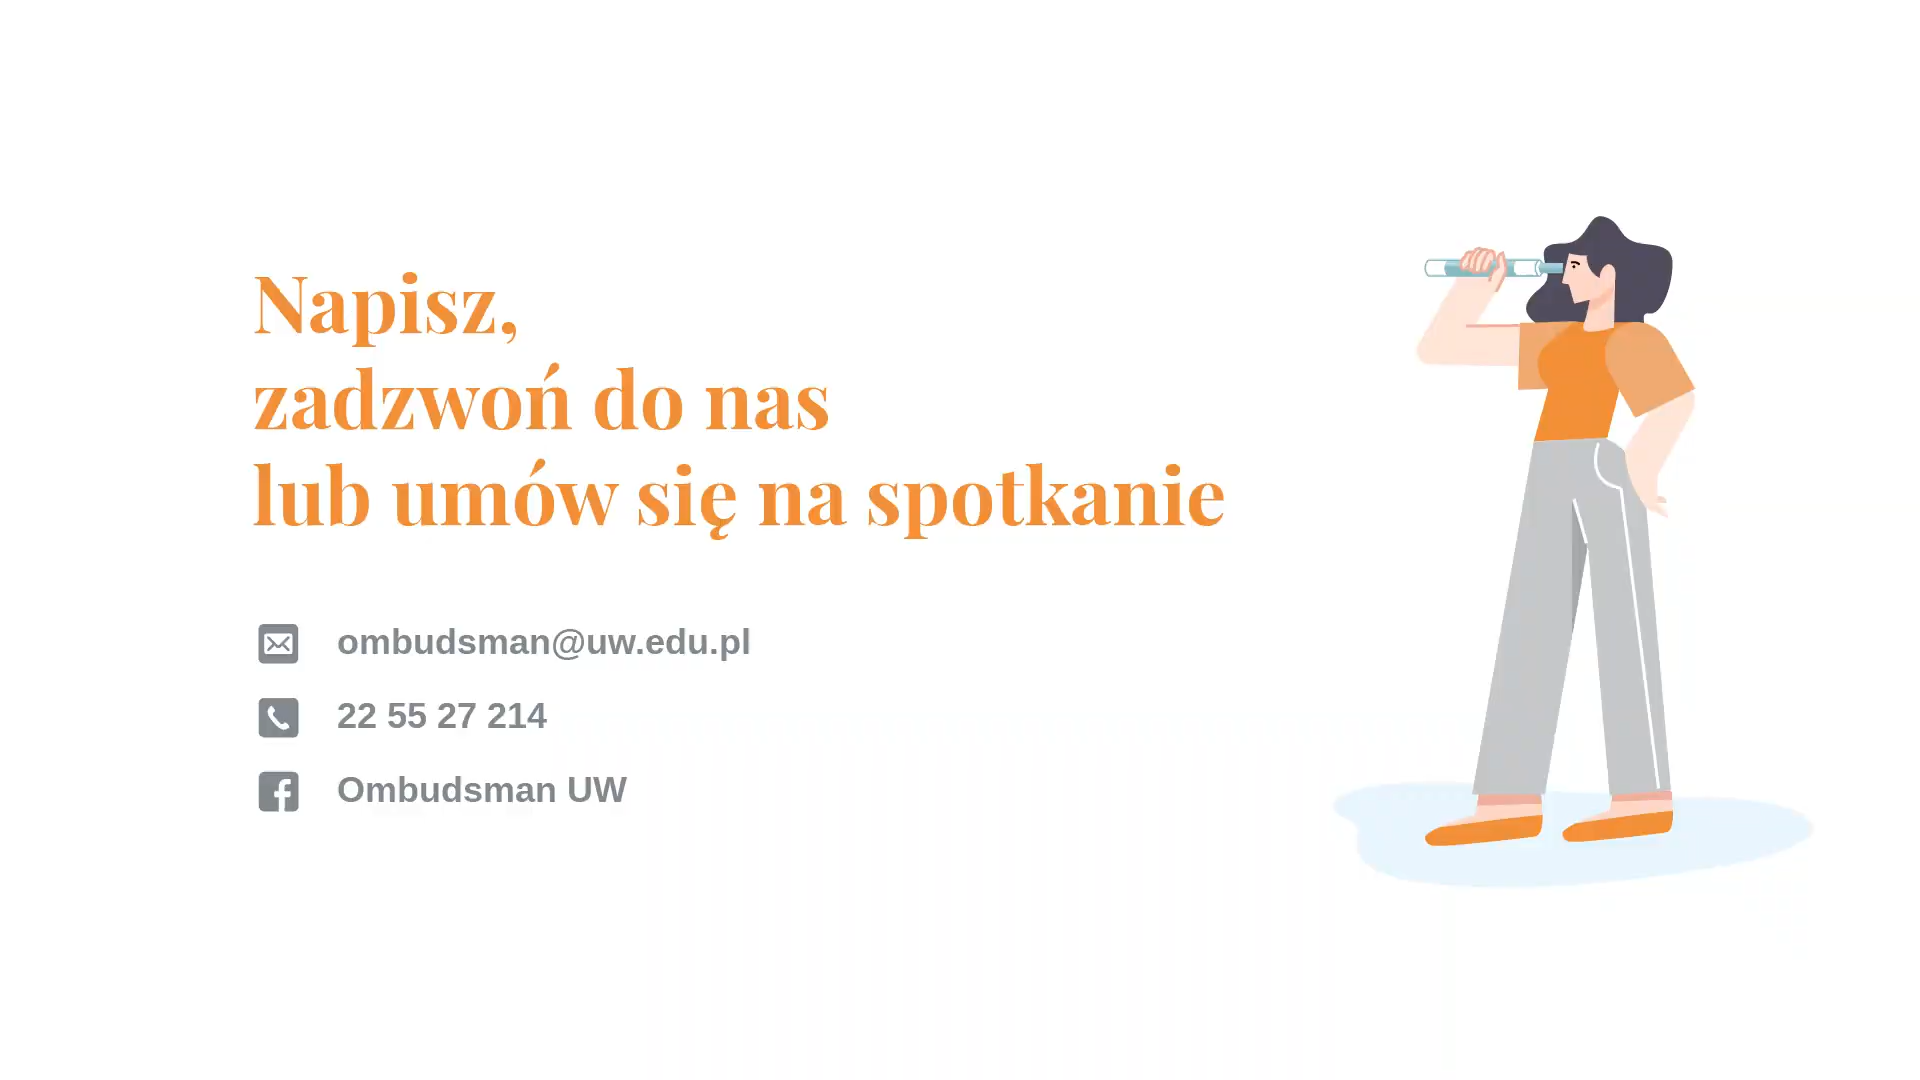 Napisz,
zadzwoń do nas
lub umów się na spotkanie
ombudsman@uw.edu.pl
22 55 27 214
Ombudsman UW